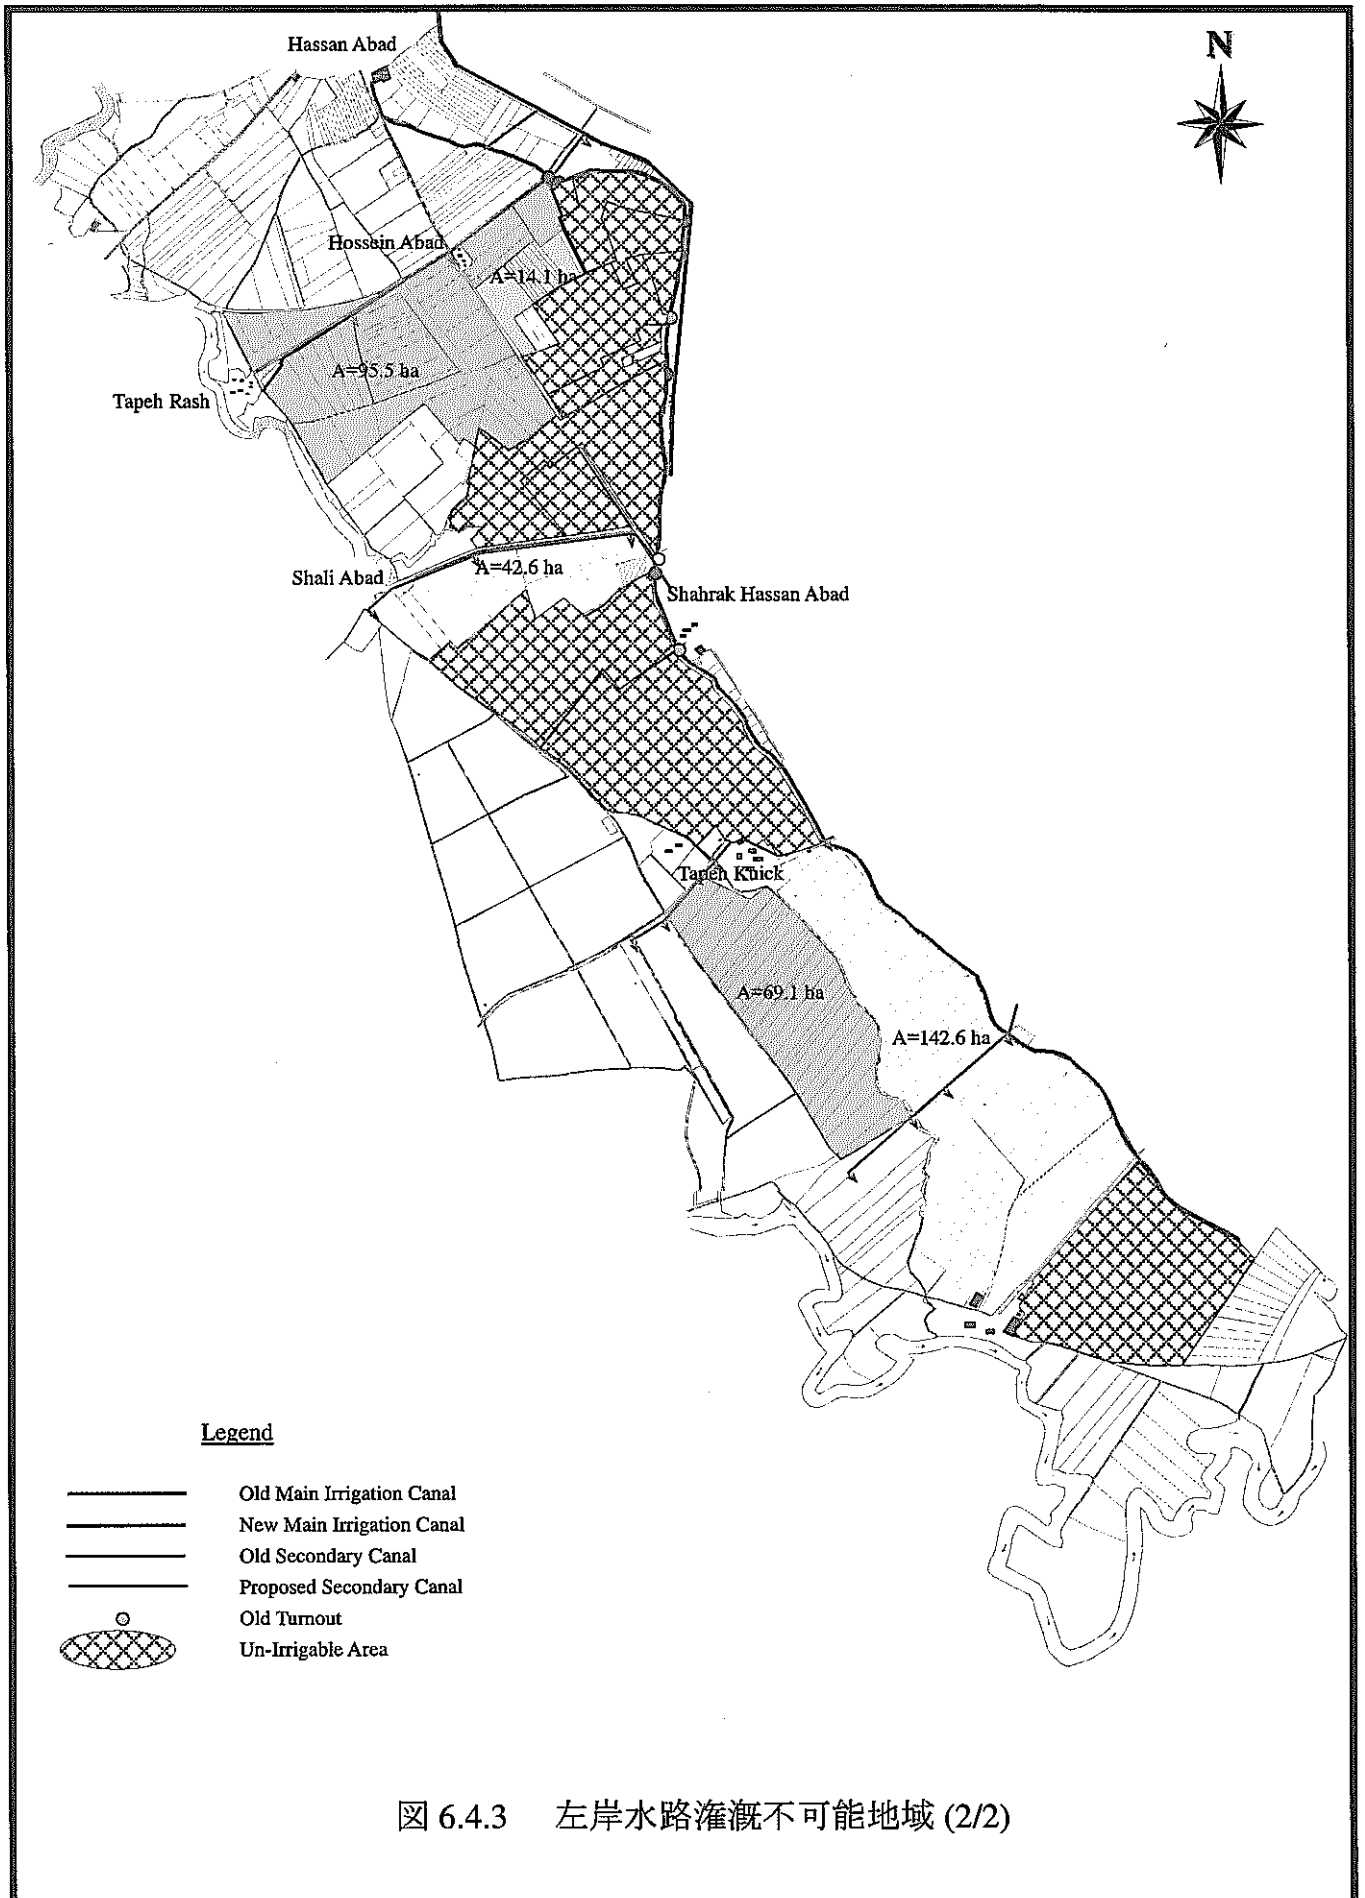 Hassan Abad
N
Hossein Abad
A=14.1 ha
A=95.5 ha
Tapeh Rash
Shali Abad
A=42.6 ha
Shahrak Hassan Abad
Tapeh Kuick
A=69.1 ha
A=142.6 ha
Legend
Old Main Irrigation Canal
New Main Irrigation Canal
Old Secondary Canal
Proposed Secondary Canal
Old Turnout
Un-Irrigable Area
図 6.4.3 左岸水路潅漑不可能地域 (2/2)